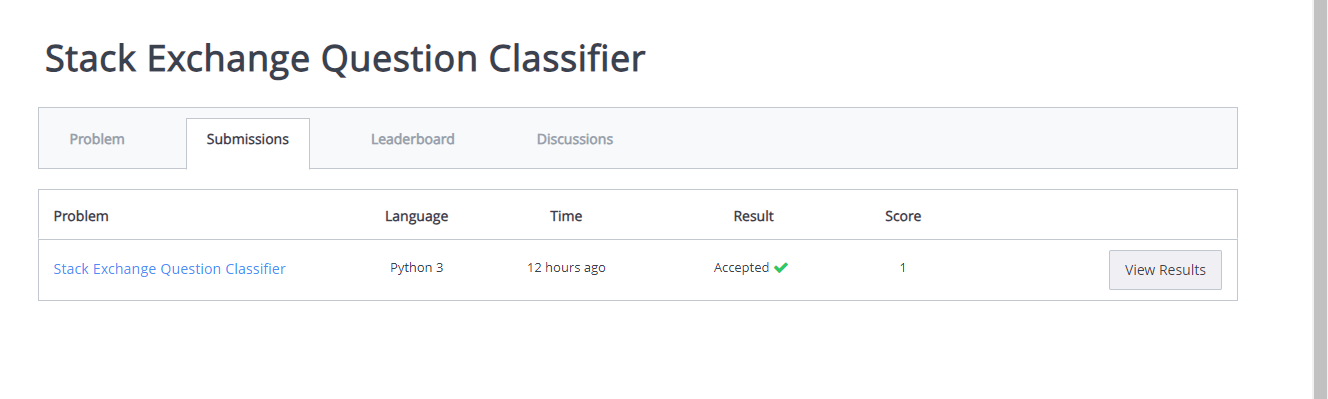 Stack Exchange Question Classifier
Problem Submissions Leaderboard Discussions
Problem Language Time Result Score
Stack Exchange Question Classifier Python 3 12 hours ago Accepted 1 View Results